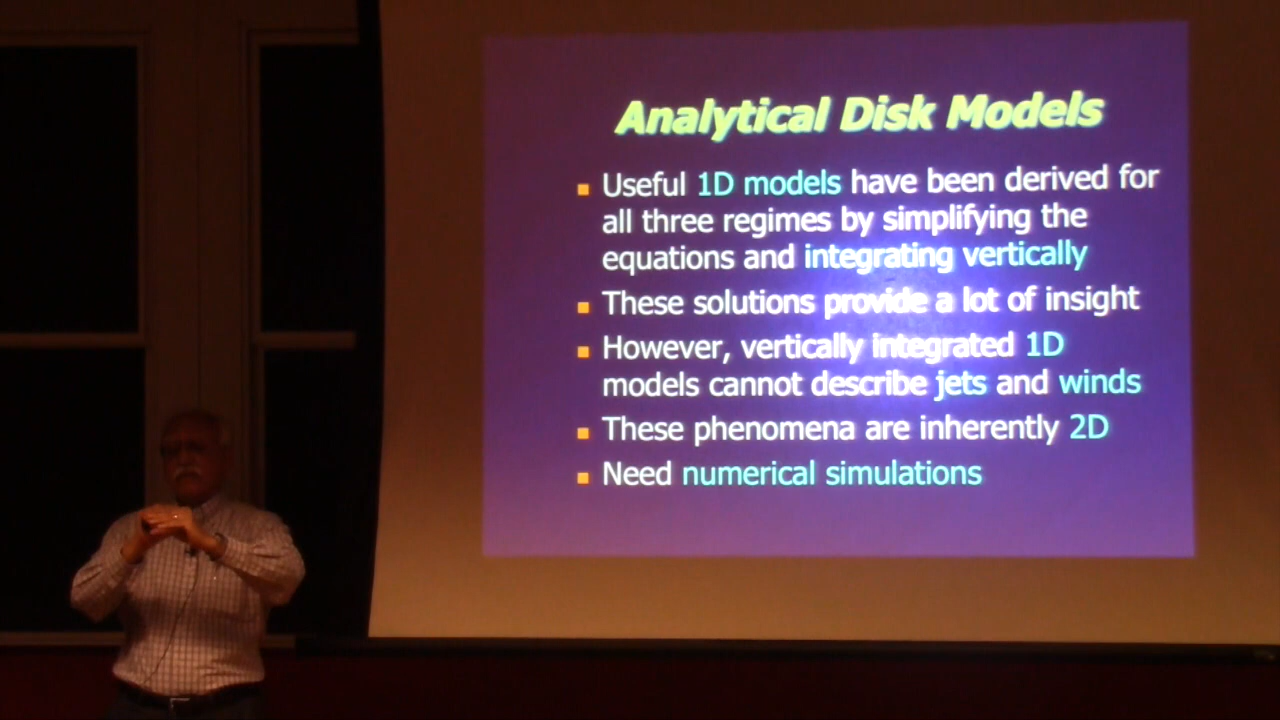 Analytical Disk Models
Useful 1D models have been derived for
all three regimes by simplifying the
equations and integrating vertically
These solutions provide a lot of insight
However, vertically integrated 1D
models cannot describe jets and winds
These phenomena are inherently 2D
Need numerical simulations